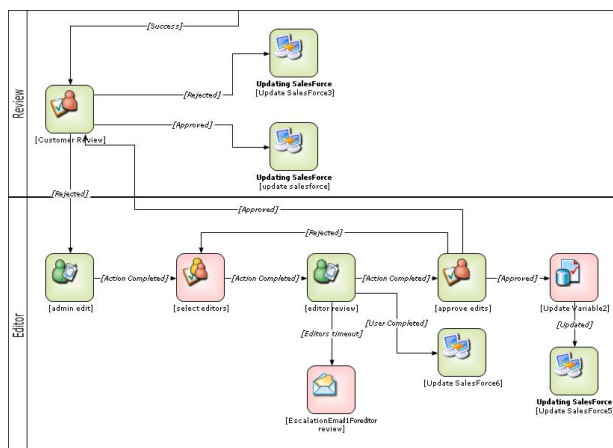 Review
[Success]
[Rejected]
Updating SalesForce
[Update SalesForce3]
[Customer Review]
[Approved]
Updating SalesForce
[update salesforce]
[Rejected]
Editor
[Approved]
[Rejected]
[Action Completed]
[Action Completed]
[Action Completed]
[Approved]
[admin edit]
[select editors]
[editor review]
[approve edits]
[Update Variable2]
[User Completed]
[Editors timeout]
[Updated]
[Update SalesForce6]
Updating SalesForce
[Update SalesForce5]
[EscalationEmail1Foreditor
review]